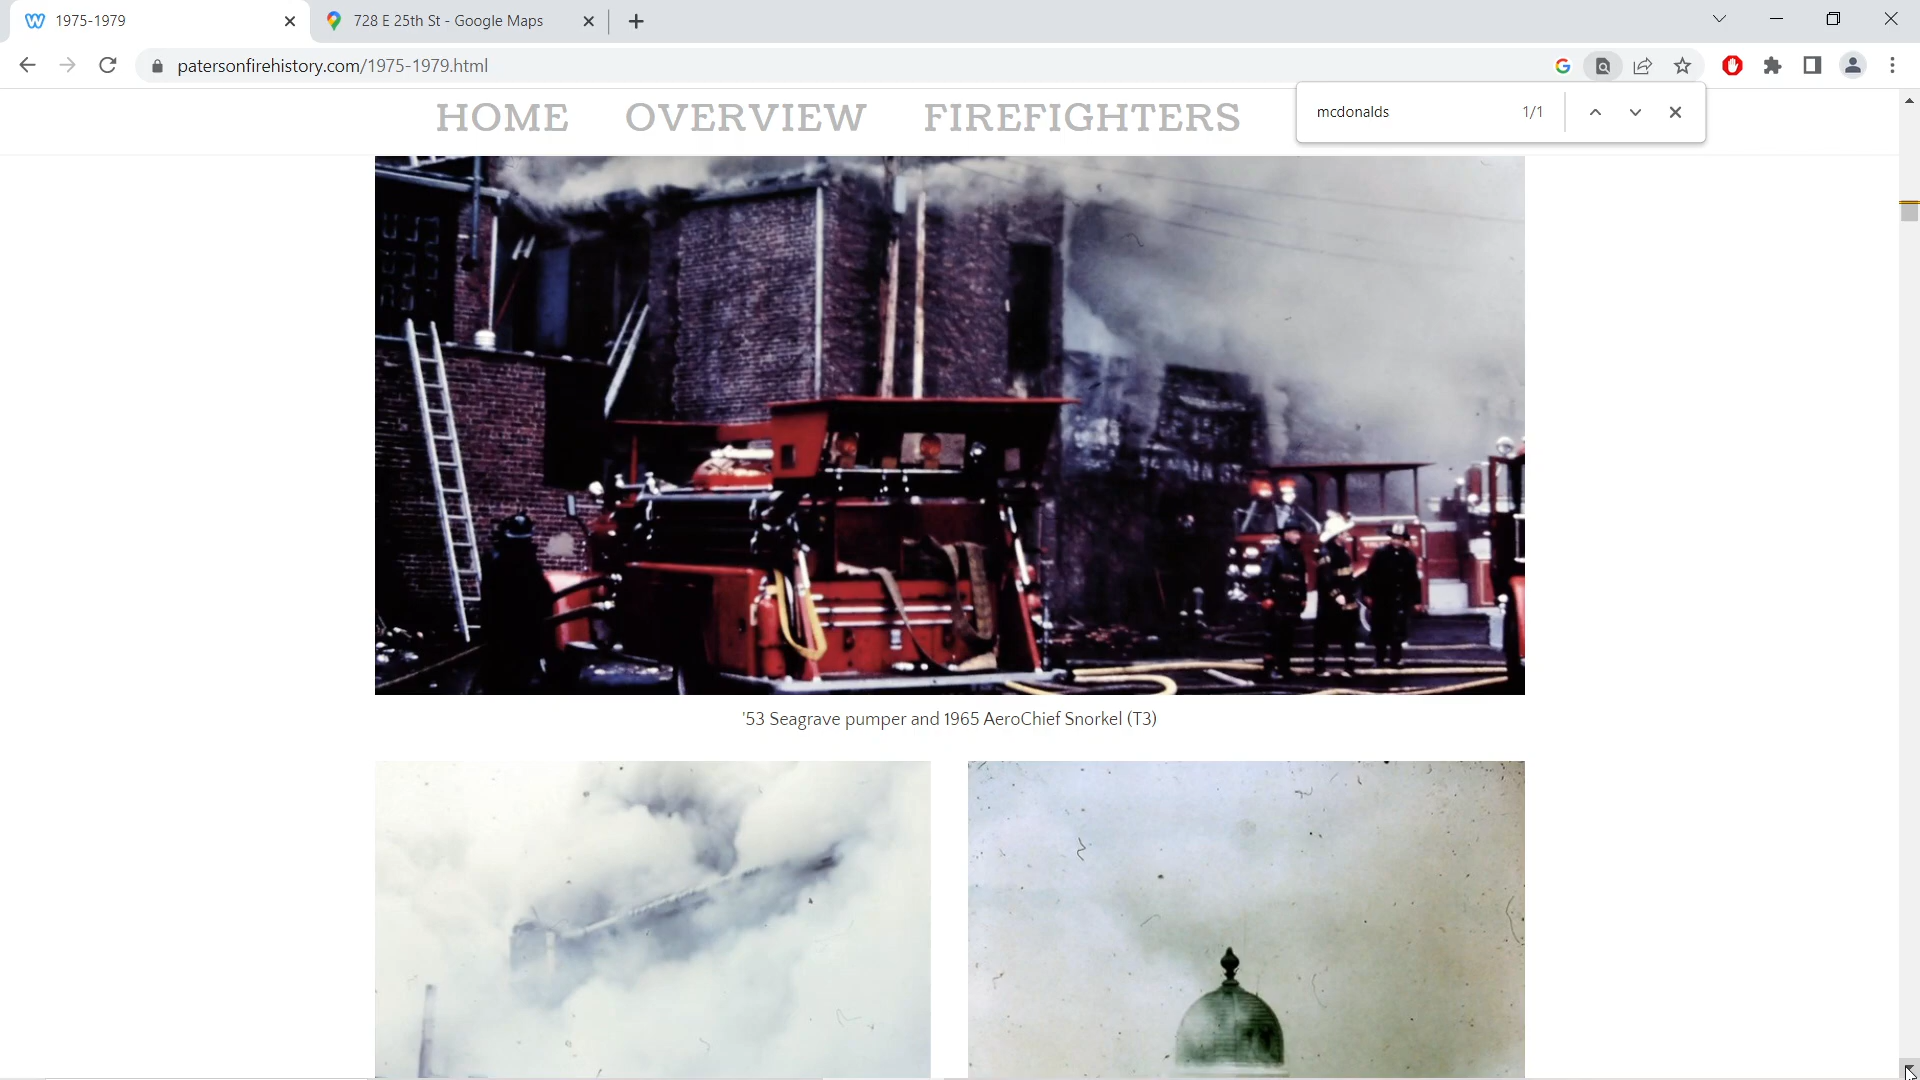 1975-1979
728 E 25th St - Google Maps
patersonfirehistory.com/1975-1979.html
HOME OVERVIEW FIREFIGHTERS
mcdonalds 1/1
'53 Seagrave pumper and 1965 AeroChief Snorkel (T3)